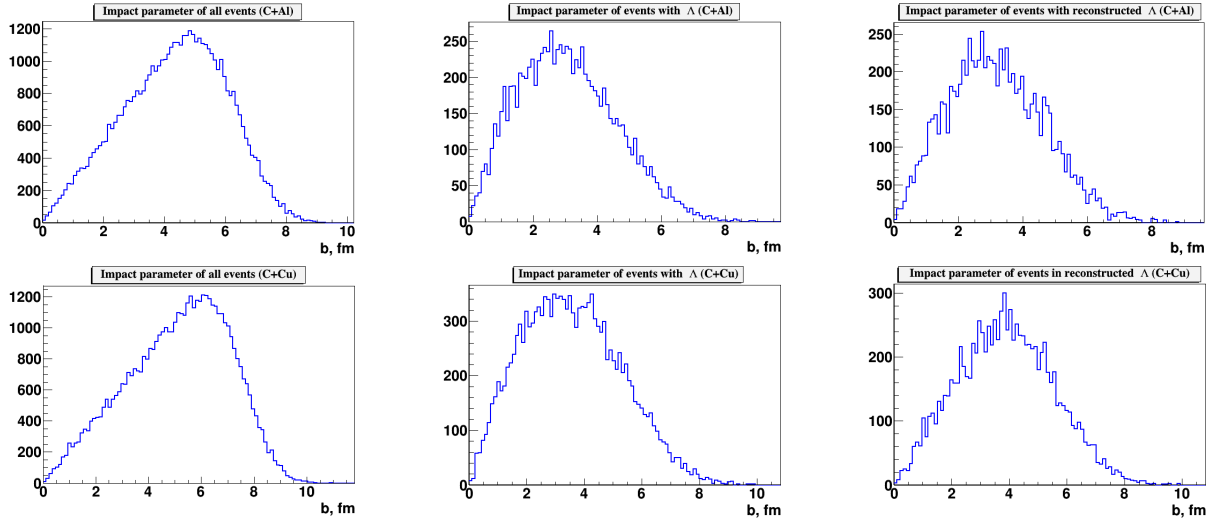 Impact parameter of all events (C+Al)
1200
1000
800
600
400
200
0
0 2 4 6 8 10
b, fm
Impact parameter of events with Λ (C+Al)
250
200
150
100
50
0
0 2 4 6 8
b, fm
Impact parameter of events with reconstructed Λ (C+Al)
250
200
150
100
50
0
0 2 4 6 8
b, fm
Impact parameter of all events (C+Cu)
1200
1000
800
600
400
200
0
0 2 4 6 8 10
b, fm
Impact parameter of events with Λ (C+Cu)
300
200
100
0
0 2 4 6 8 10
b, fm
Impact parameter of events in reconstructed Λ (C+Cu)
300
200
100
0
0 2 4 6 8 10
b, fm